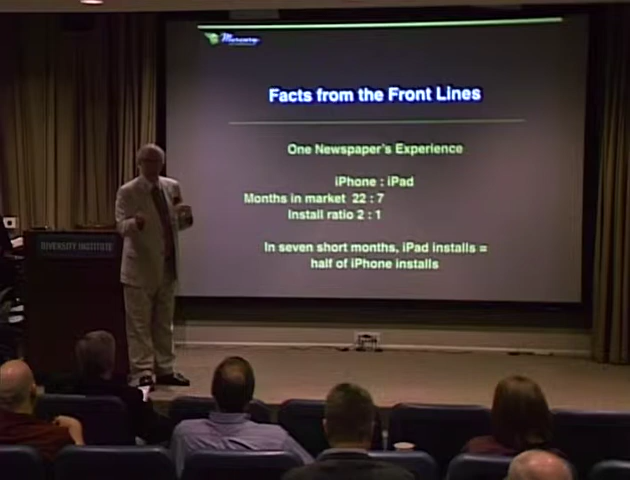 Mercury
Facts from the Front Lines
One Newspaper's Experience
iPhone : iPad
Months in market 22 : 7
Install ratio 2 : 1
In seven short months, iPad installs =
half of iPhone installs
DIVERSITY INSTITUTE